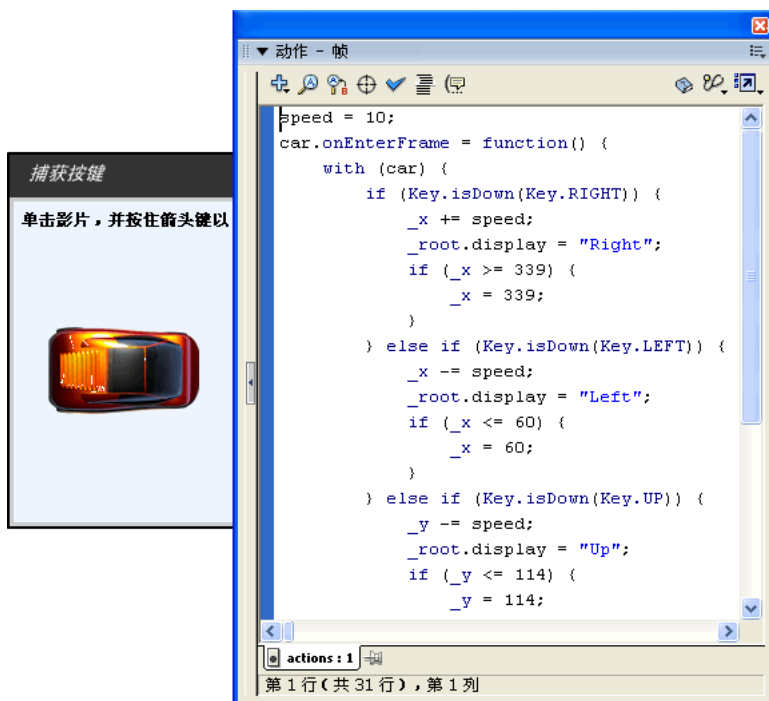 捕获按键
单击影片，并按住箭头键以
动作 - 帧
speed = 10;
car.onEnterFrame = function() {
    with (car) {
        if (Key.isDown(Key.RIGHT)) {
            _x += speed;
            _root.display = "Right";
            if (_x >= 339) {
                _x = 339;
            }
        } else if (Key.isDown(Key.LEFT)) {
            _x -= speed;
            _root.display = "Left";
            if (_x <= 60) {
                _x = 60;
            }
        } else if (Key.isDown(Key.UP)) {
            _y -= speed;
            _root.display = "Up";
            if (_y <= 114) {
                _y = 114;
actions : 1
第 1 行(共 31 行)，第 1 列